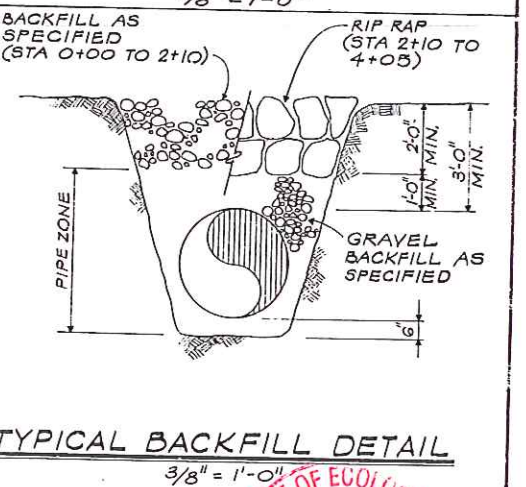 BACKFILL AS
SPECIFIED
(STA 0+00 TO 2+10)
RIP RAP
(STA 2+10 TO
4+05)
2'-0"
MIN.
1'-0"
MIN.
3'-0"
MIN.
PIPE ZONE
GRAVEL
BACKFILL AS
SPECIFIED
6"
TYPICAL BACKFILL DETAIL
3/8" = 1'-0"
OF ECOLO